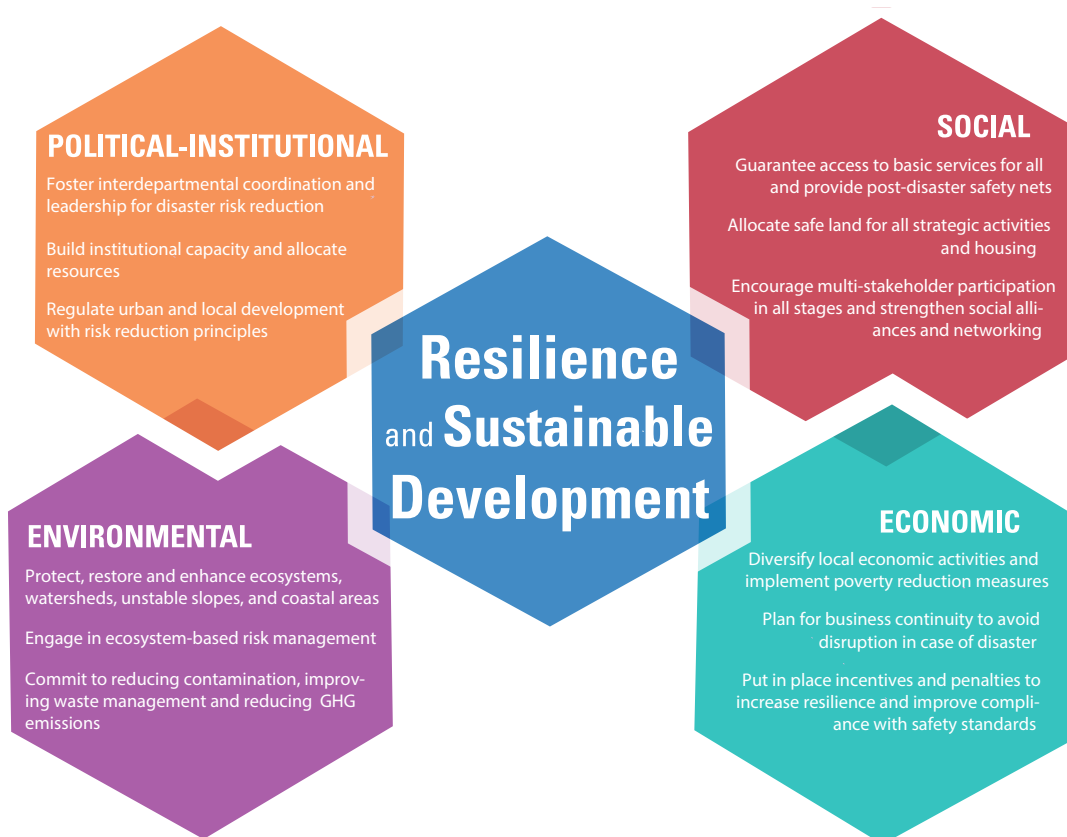 POLITICAL-INSTITUTIONAL
Foster interdepartmental coordination and
leadership for disaster risk reduction
Build institutional capacity and allocate
resources
Regulate urban and local development
with risk reduction principles
SOCIAL
Guarantee access to basic services for all
and provide post-disaster safety nets
Allocate safe land for all strategic activities
and housing
Encourage multi-stakeholder participation
in all stages and strengthen social alli-
ances and networking
Resilience
and Sustainable
Development
ENVIRONMENTAL
Protect, restore and enhance ecosystems,
watersheds, unstable slopes, and coastal areas
Engage in ecosystem-based risk management
Commit to reducing contamination, improv-
ing waste management and reducing GHG
emissions
ECONOMIC
Diversify local economic activities and
implement poverty reduction measures
Plan for business continuity to avoid
disruption in case of disaster
Put in place incentives and penalties to
increase resilience and improve compli-
ance with safety standards